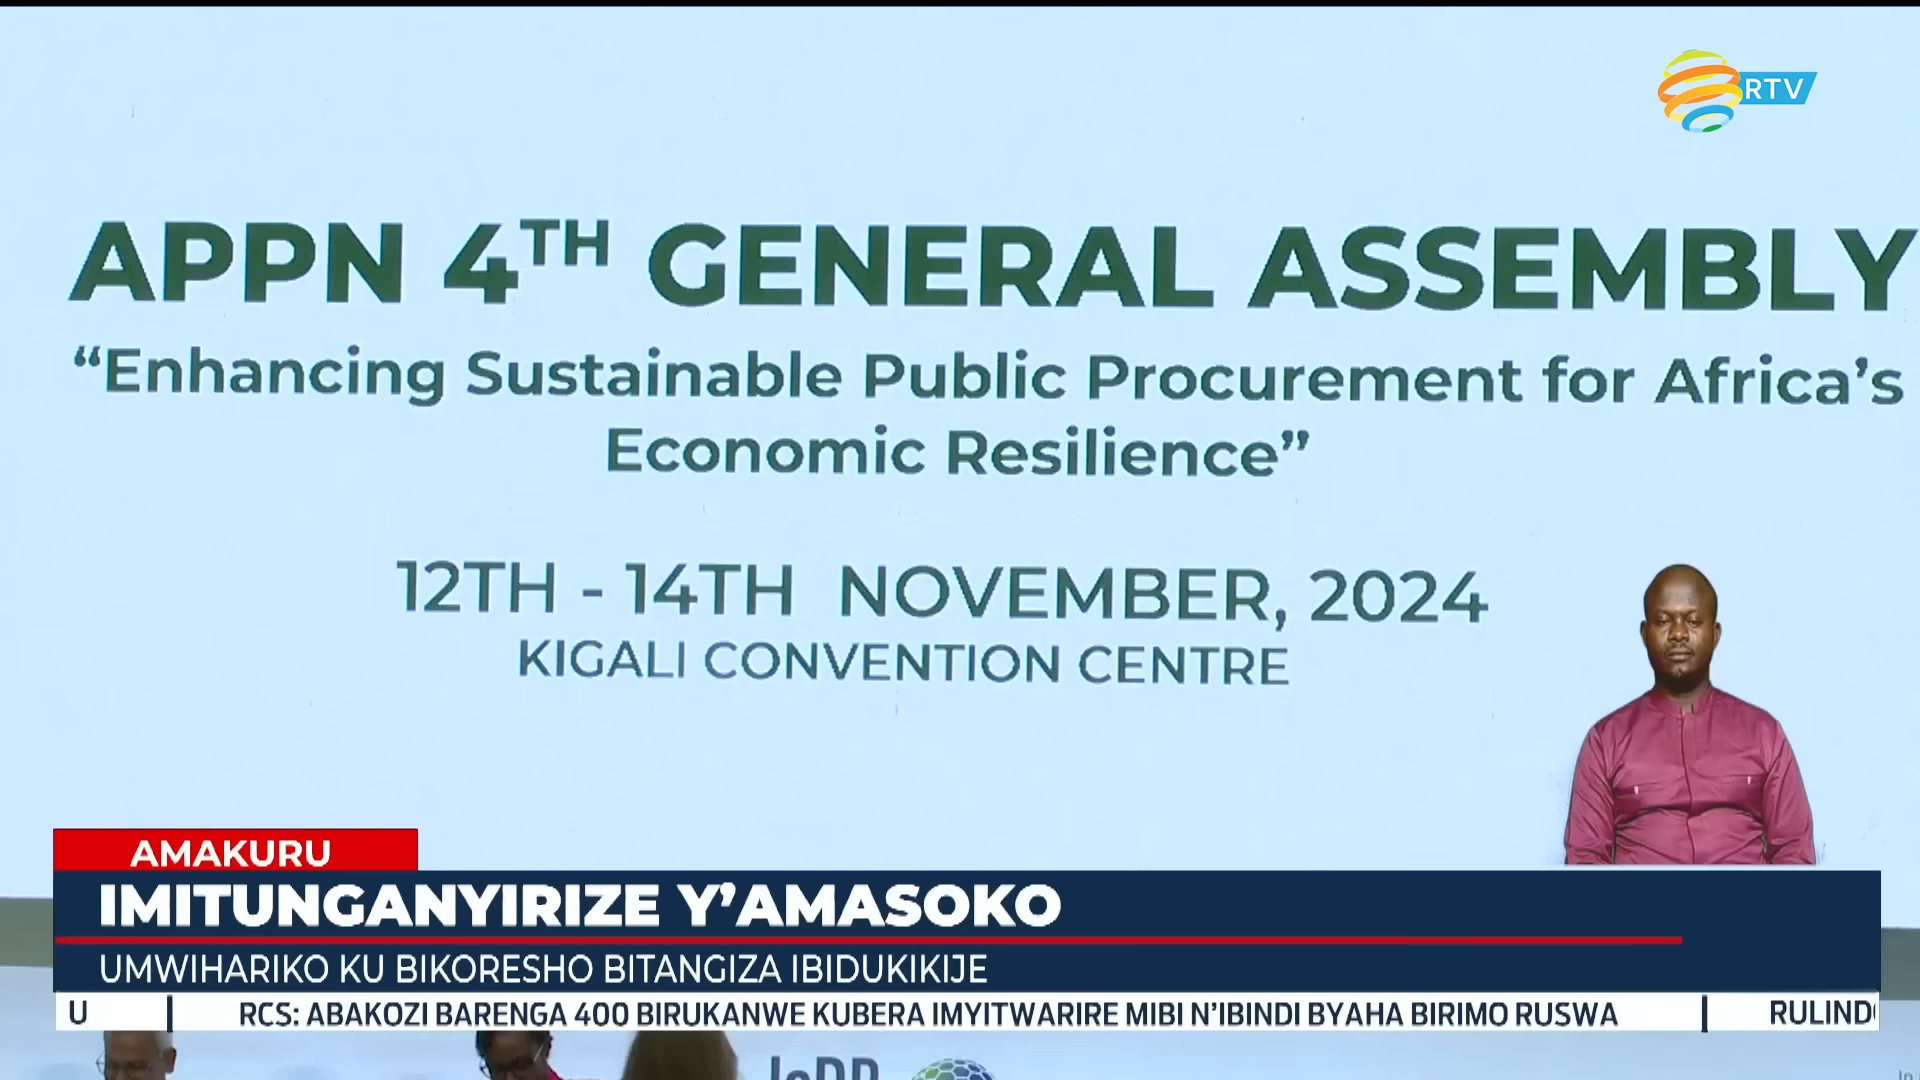 RTV
APPN 4TH GENERAL ASSEMBLY
“Enhancing Sustainable Public Procurement for Africa’s
Economic Resilience”
12TH - 14TH NOVEMBER, 2024
KIGALI CONVENTION CENTRE
AMAKURU
IMITUNGANYIRIZE Y’AMASOKO
UMWIHARIKO KU BIKORESHO BITANGIZA IBIDUKIKIJE
U | RCS: ABAKOZI BARENGA 400 BIRUKANWE KUBERA IMYITWARIRE MIBI N’IBINDI BYAHA BIRIMO RUSWA | RULIND